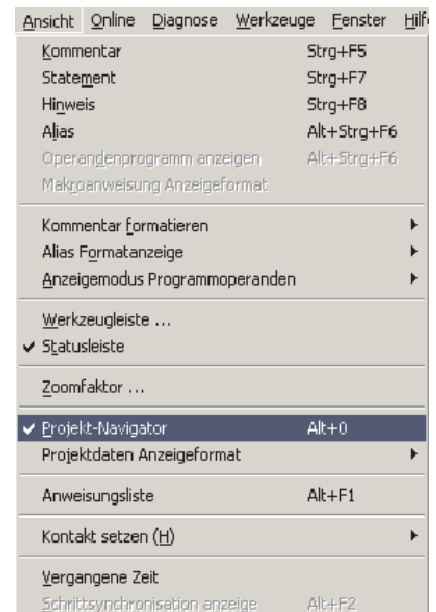 Ansicht Online Diagnose Werkzeuge Fenster Hilf
Kommentar Strg+F5
Statement Strg+F7
Hinweis Strg+F8
Alias Alt+Strg+F6
Operandenprogramm anzeigen Alt+Strg+F6
Makroanweisung Anzeigeformat
Kommentar formatieren
Alias Formatanzeige
Anzeigemodus Programmoperanden
Werkzeugleiste ...
Statusleiste
Zoomfaktor ...
Projekt-Navigator Alt+0
Projektdaten Anzeigeformat
Anweisungsliste Alt+F1
Kontakt setzen (H)
Vergangene Zeit
Schrittsynchronisation anzeige Alt+F2